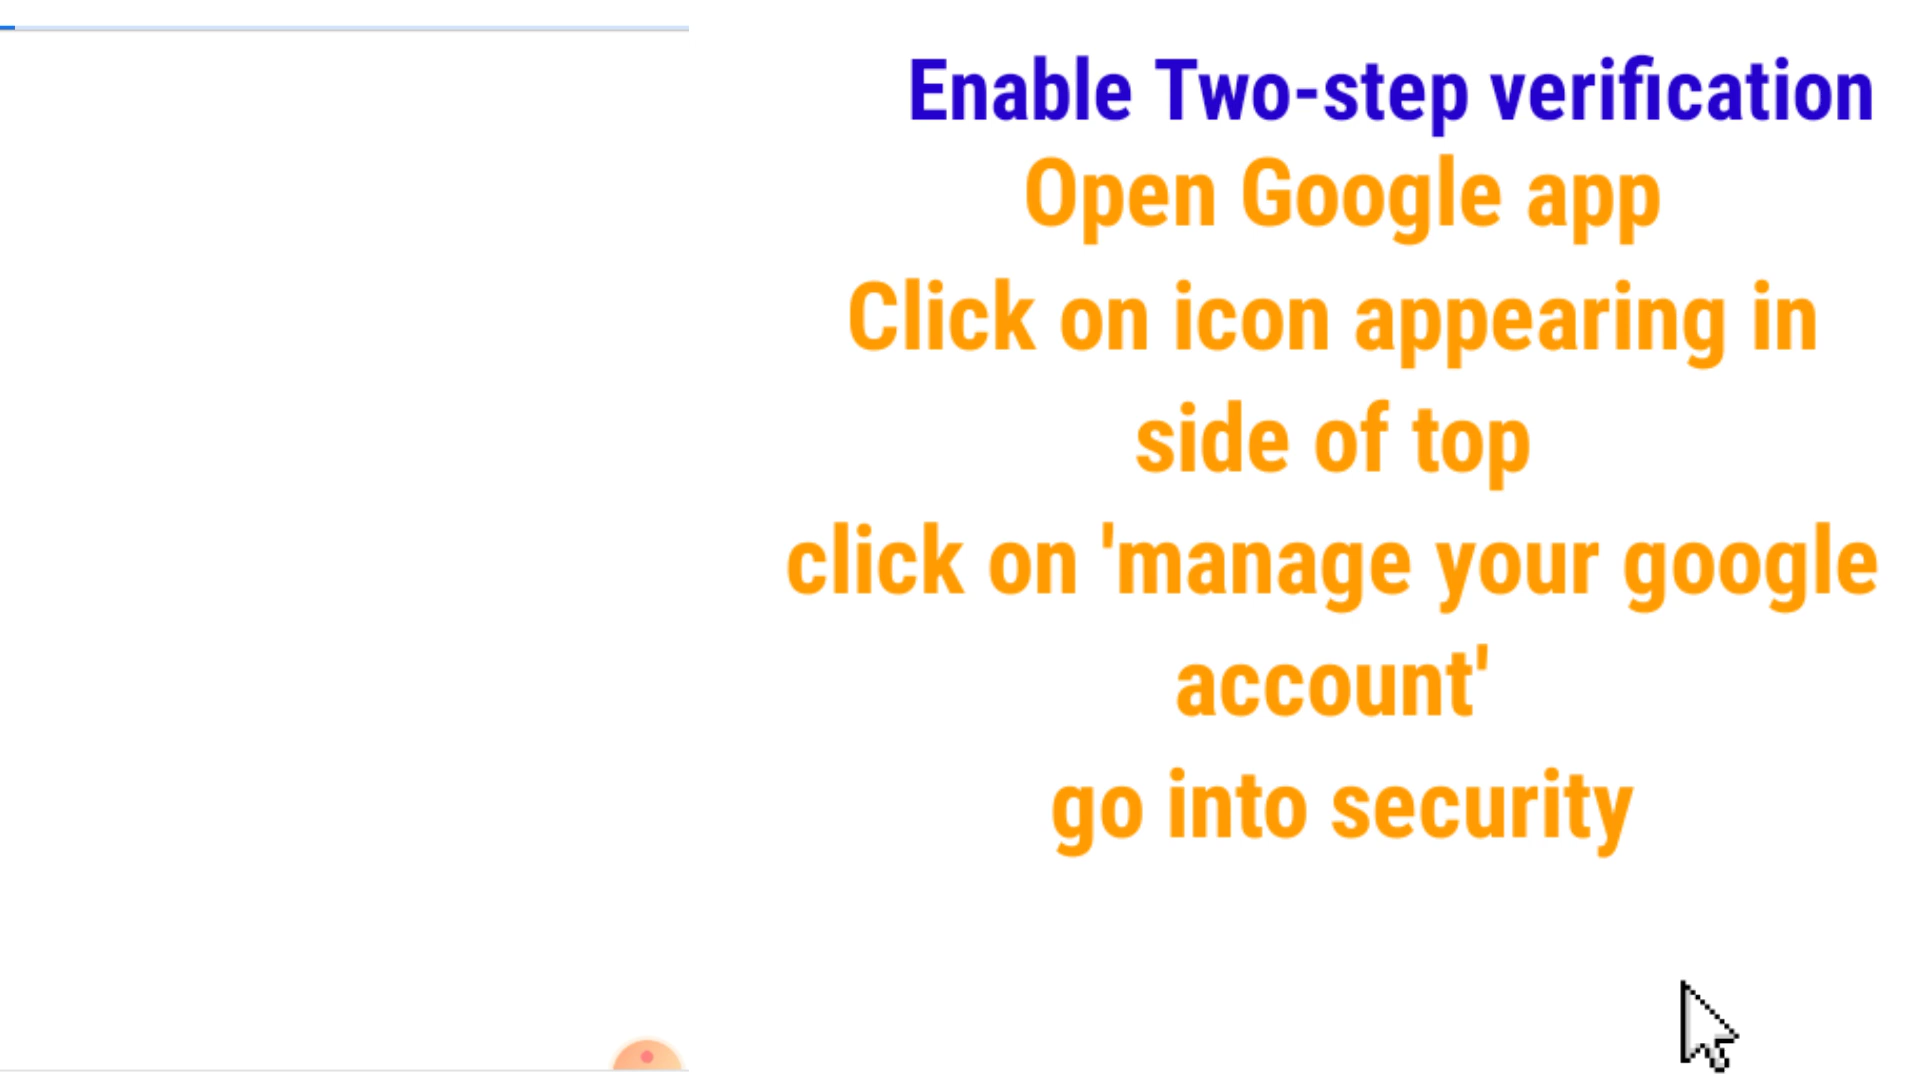 Enable Two-step verification
Open Google app
Click on icon appearing in
side of top
click on 'manage your google
account'
go into security